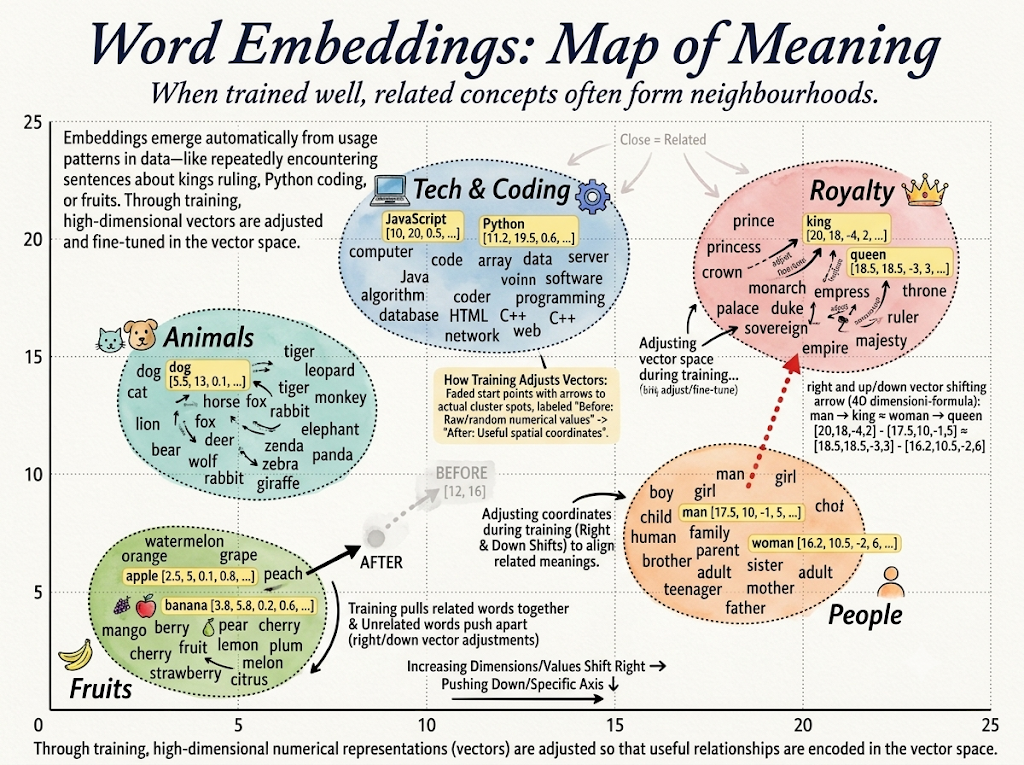 Word Embeddings: Map of Meaning
When trained well, related concepts often form neighbourhoods.
25
Embeddings emerge automatically from usage
patterns in data—like repeatedly encountering
sentences about kings ruling, Python coding,
or fruits. Through training,
high-dimensional vectors are adjusted
and fine-tuned in the vector space.
Close = Related
Tech & Coding
JavaScript
[10, 20, 0.5, ...]
Python
[11.2, 19.5, 0.6, ...]
computer
code
array
data
server
Java
voinn
software
algorithm
coder
programming
database
HTML
C++
C++
network
web
Royalty
prince
king
[20, 18, -4, 2, ...]
princess
queen
[18.5, 18.5, -3, 3, ...]
crown
adjust
monarch
empress
throne
palace
duke
ruler
sovereign
majesty
empire
20
Animals
dog
dog
[5.5, 13, 0.1, ...]
tiger
leopard
cat
tiger
monkey
horse
fox
rabbit
lion
fox
elephant
deer
zenda
bear
wolf
zebra
panda
rabbit
giraffe
15
How Training Adjusts Vectors:
Faded start points with arrows to
actual cluster spots, labeled "Before:
Raw/random numerical values" ->
"After: Useful spatial coordinates".
Adjusting
vector space
during training...
adjust/fine-tune)
right and up/down vector shifting
arrow (4O dimensioni-formula):
man → king ≈ woman → queen
[20,18,-4,2] - [17.5,10,-1,5] ≈
[18.5,18.5,-3,3] - [16.2,10.5,-2,6]
10
BEFORE
[12, 16]
AFTER
Adjusting coordinates
during training (Right
& Down Shifts) to align
related meanings.
man
girl
boy
girl
child
man [17.5, 10, -1, 5, ...]
chot
human
family
woman [16.2, 10.5, -2, 6, ...]
parent
brother
adult
sister
adult
teenager
mother
father
People
watermelon
orange
grape
apple [2.5, 5, 0.1, 0.8, ...]
peach
5
banana [3.8, 5.8, 0.2, 0.6, ...]
mango
berry
pear
cherry
cherry
fruit
lemon
plum
melon
strawberry
citrus
Fruits
Training pulls related words together
& Unrelated words push apart
(right/down vector adjustments)
Increasing Dimensions/Values Shift Right →
Pushing Down/Specific Axis ↓
0
0
5
10
15
20
25
Through training, high-dimensional numerical representations (vectors) are adjusted so that useful relationships are encoded in the vector space.